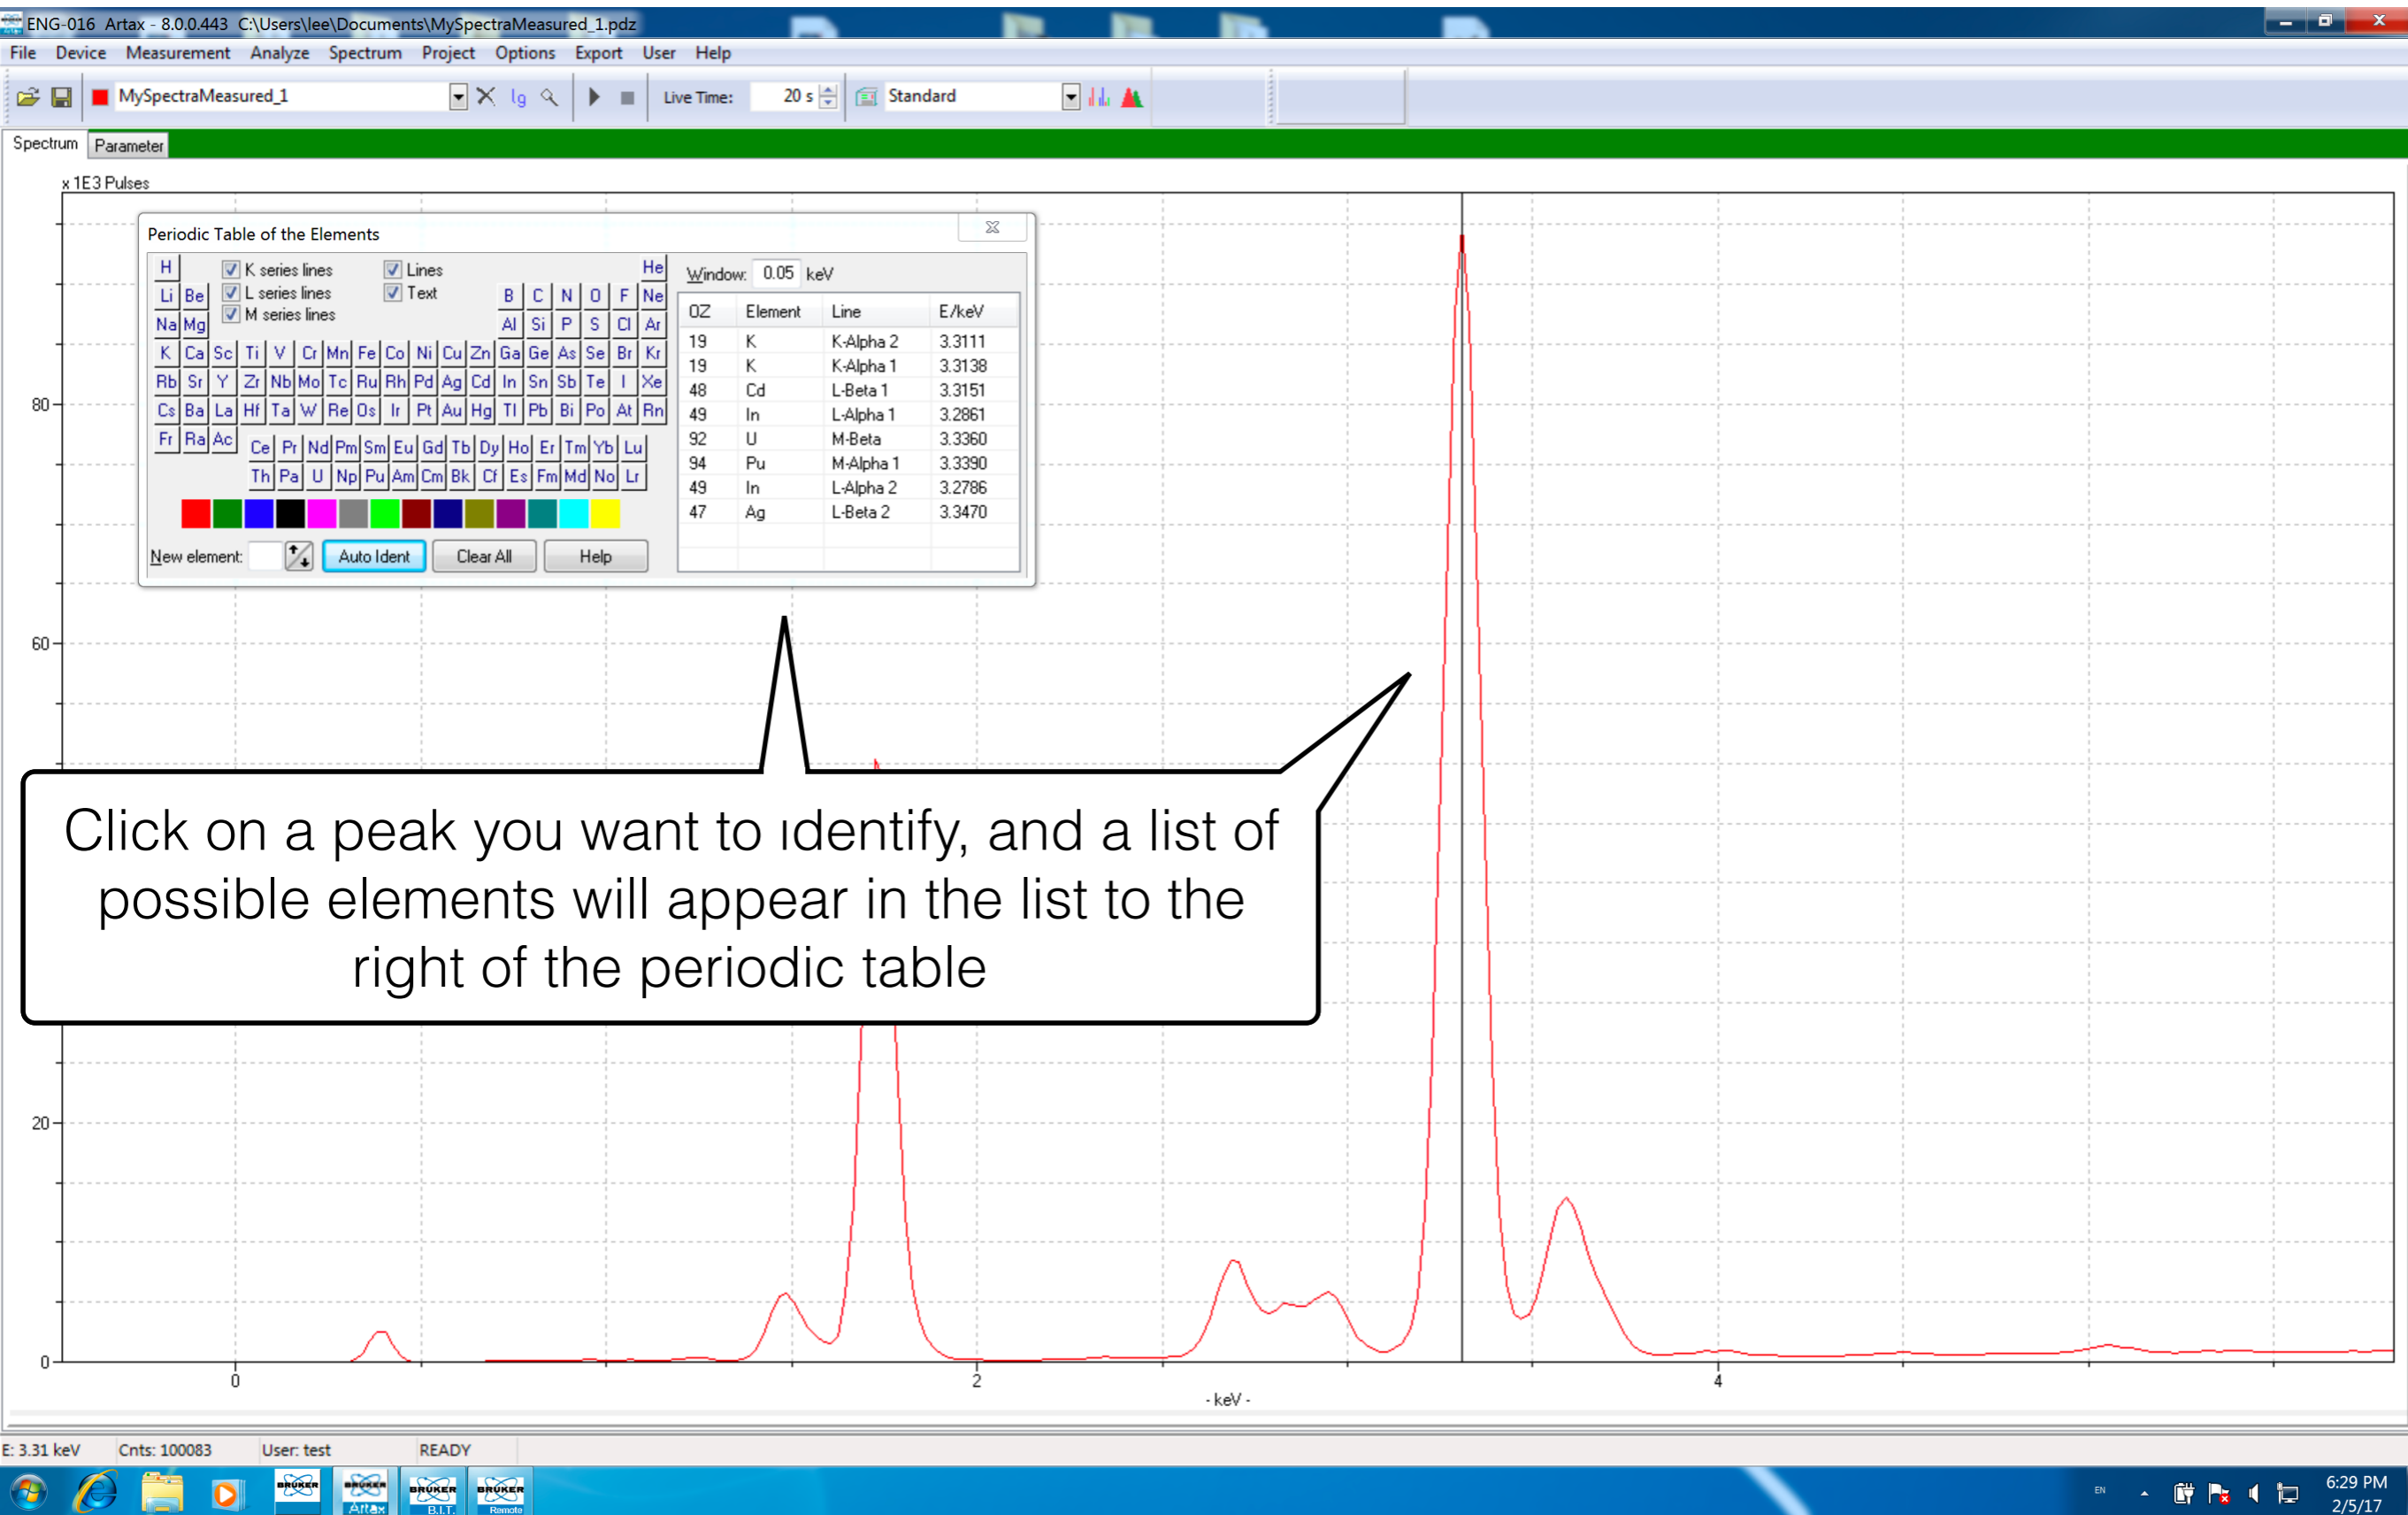 ENG-016 Artax - 8.0.0.443 C:\Users\lee\Documents\MySpectraMeasured_1.pdz
File Device Measurement Analyze Spectrum Project Options Export User Help
MySpectraMeasured_1 lg Live Time: 20 s Standard
Spectrum Parameter
x 1E3 Pulses
Periodic Table of the Elements
H K series lines Lines He
Li Be L series lines Text B C N O F Ne
Na Mg M series lines Al Si P S Cl Ar
K Ca Sc Ti V Cr Mn Fe Co Ni Cu Zn Ga Ge As Se Br Kr
Rb Sr Y Zr Nb Mo Tc Ru Rh Pd Ag Cd In Sn Sb Te I Xe
Cs Ba La Hf Ta W Re Os Ir Pt Au Hg Tl Pb Bi Po At Rn
Fr Ra Ac Ce Pr Nd Pm Sm Eu Gd Tb Dy Ho Er Tm Yb Lu
Th Pa U Np Pu Am Cm Bk Cf Es Fm Md No Lr
New element: Auto Ident Clear All Help
Window: 0.05 keV
OZ Element Line E/keV
19 K K-Alpha 2 3.3111
19 K K-Alpha 1 3.3138
48 Cd L-Beta 1 3.3151
49 In L-Alpha 1 3.2861
92 U M-Beta 3.3360
94 Pu M-Alpha 1 3.3390
49 In L-Alpha 2 3.2786
47 Ag L-Beta 2 3.3470
80
60
Click on a peak you want to identify, and a list of
possible elements will appear in the list to the
right of the periodic table
20
0
0 2 4
- keV -
E: 3.31 keV Cnts: 100083 User: test READY
BRUKER BRUKER Artax BRUKER B.I.T. BRUKER Remote EN 6:29 PM
2/5/17